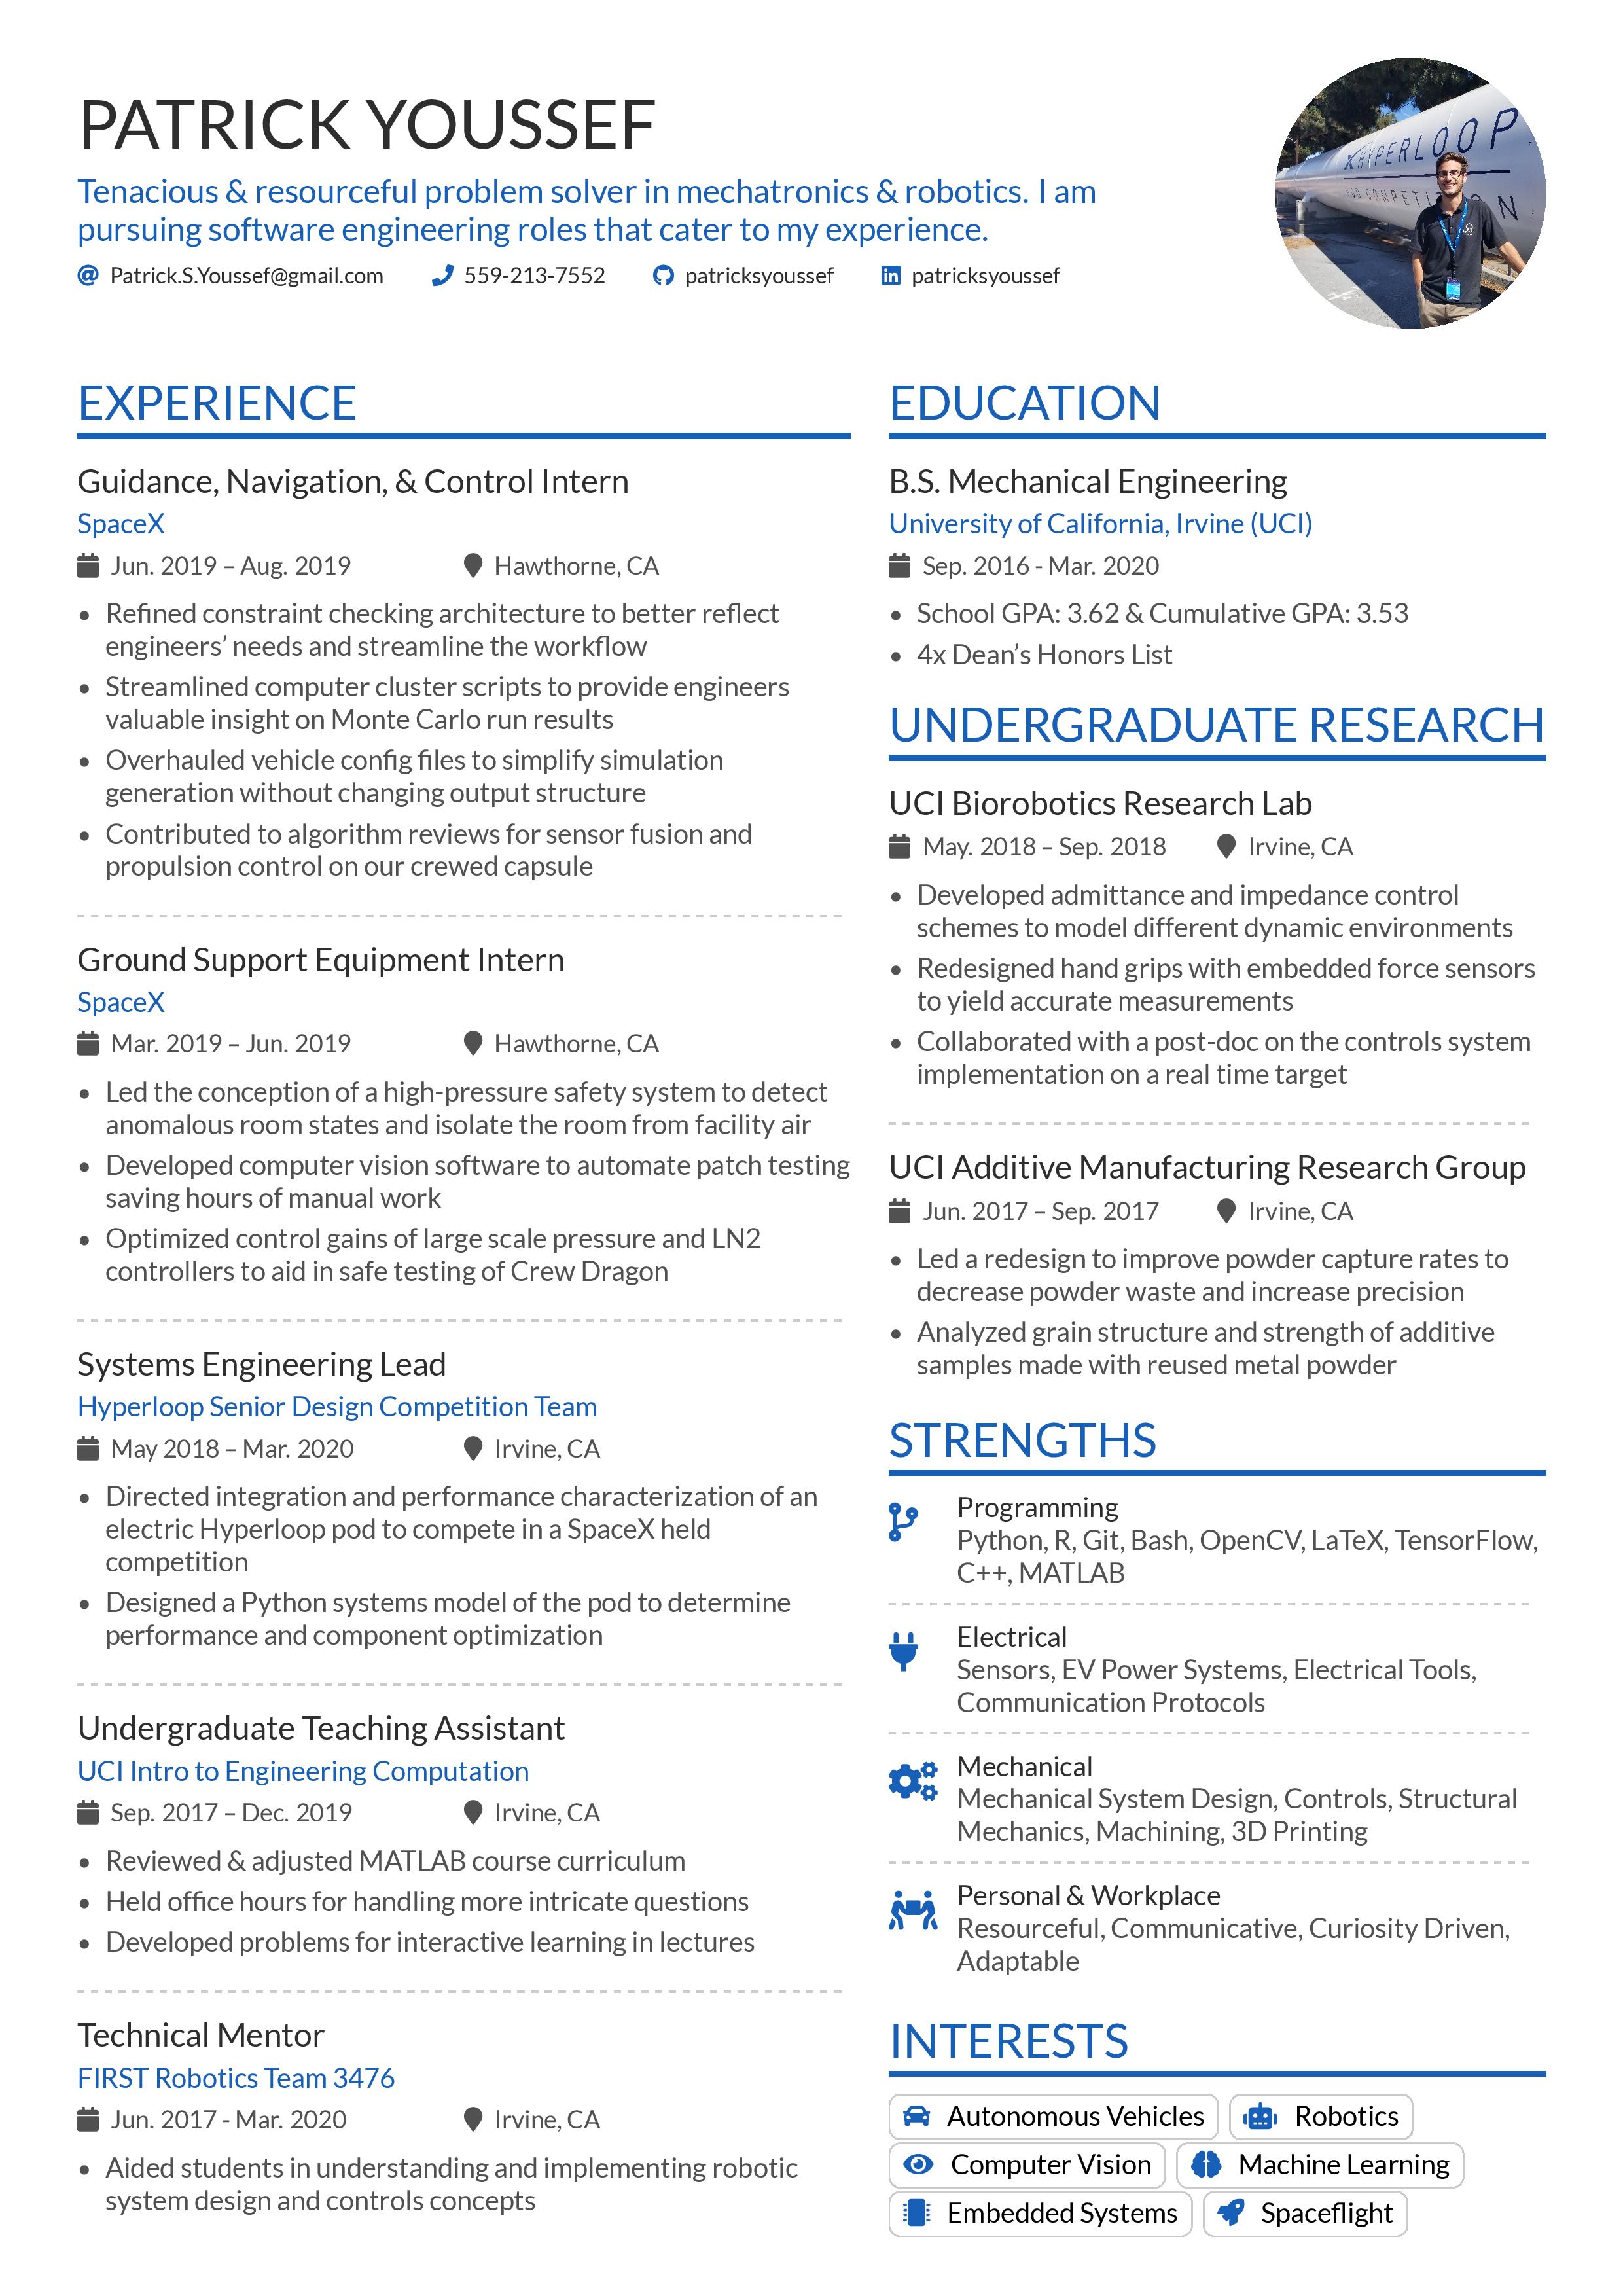 PATRICK YOUSSEF
Tenacious & resourceful problem solver in mechatronics & robotics. I am
pursuing software engineering roles that cater to my experience.
Patrick.S.Youssef@gmail.com 559-213-7552 patricksyoussef patricksyoussef
XHYPERLOOP
EXPERIENCE
Guidance, Navigation, & Control Intern
SpaceX
Jun. 2019 – Aug. 2019 Hawthorne, CA
• Refined constraint checking architecture to better reflect
engineers’ needs and streamline the workflow
• Streamlined computer cluster scripts to provide engineers
valuable insight on Monte Carlo run results
• Overhauled vehicle config files to simplify simulation
generation without changing output structure
• Contributed to algorithm reviews for sensor fusion and
propulsion control on our crewed capsule
Ground Support Equipment Intern
SpaceX
Mar. 2019 – Jun. 2019 Hawthorne, CA
• Led the conception of a high-pressure safety system to detect
anomalous room states and isolate the room from facility air
• Developed computer vision software to automate patch testing
saving hours of manual work
• Optimized control gains of large scale pressure and LN2
controllers to aid in safe testing of Crew Dragon
Systems Engineering Lead
Hyperloop Senior Design Competition Team
May 2018 – Mar. 2020 Irvine, CA
• Directed integration and performance characterization of an
electric Hyperloop pod to compete in a SpaceX held
competition
• Designed a Python systems model of the pod to determine
performance and component optimization
Undergraduate Teaching Assistant
UCI Intro to Engineering Computation
Sep. 2017 – Dec. 2019 Irvine, CA
• Reviewed & adjusted MATLAB course curriculum
• Held office hours for handling more intricate questions
• Developed problems for interactive learning in lectures
Technical Mentor
FIRST Robotics Team 3476
Jun. 2017 - Mar. 2020 Irvine, CA
• Aided students in understanding and implementing robotic
system design and controls concepts
EDUCATION
B.S. Mechanical Engineering
University of California, Irvine (UCI)
Sep. 2016 - Mar. 2020
• School GPA: 3.62 & Cumulative GPA: 3.53
• 4x Dean’s Honors List
UNDERGRADUATE RESEARCH
UCI Biorobotics Research Lab
May. 2018 – Sep. 2018 Irvine, CA
• Developed admittance and impedance control
schemes to model different dynamic environments
• Redesigned hand grips with embedded force sensors
to yield accurate measurements
• Collaborated with a post-doc on the controls system
implementation on a real time target
UCI Additive Manufacturing Research Group
Jun. 2017 – Sep. 2017 Irvine, CA
• Led a redesign to improve powder capture rates to
decrease powder waste and increase precision
• Analyzed grain structure and strength of additive
samples made with reused metal powder
STRENGTHS
Programming
Python, R, Git, Bash, OpenCV, LaTeX, TensorFlow,
C++, MATLAB
Electrical
Sensors, EV Power Systems, Electrical Tools,
Communication Protocols
Mechanical
Mechanical System Design, Controls, Structural
Mechanics, Machining, 3D Printing
Personal & Workplace
Resourceful, Communicative, Curiosity Driven,
Adaptable
INTERESTS
Autonomous Vehicles Robotics
Computer Vision Machine Learning
Embedded Systems Spaceflight